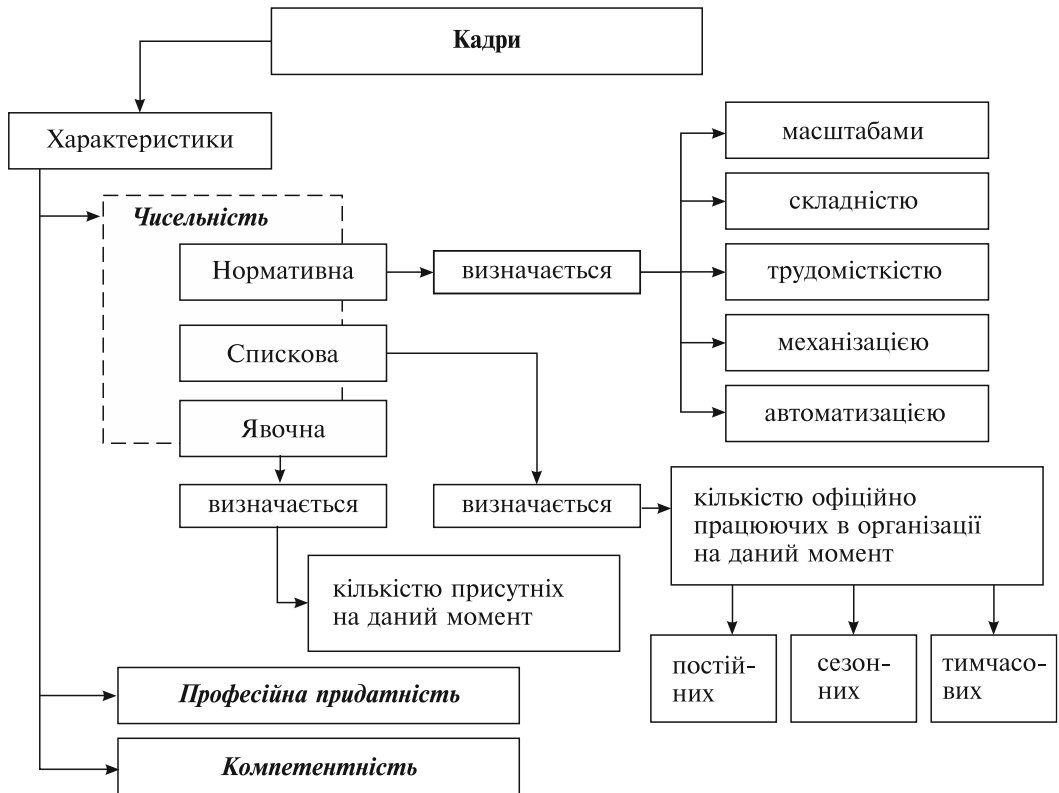 Кадри
Характеристики
Чисельність
Нормативна
визначається
масштабами
складністю
трудомісткістю
механізацією
автоматизацією
Спискова
Явочна
визначається
визначається
кількістю офіційно
працюючих в організації
на даний момент
кількістю присутніх
на даний момент
постій-
них
сезон-
них
тимчасо-
вих
Професійна придатність
Компетентність